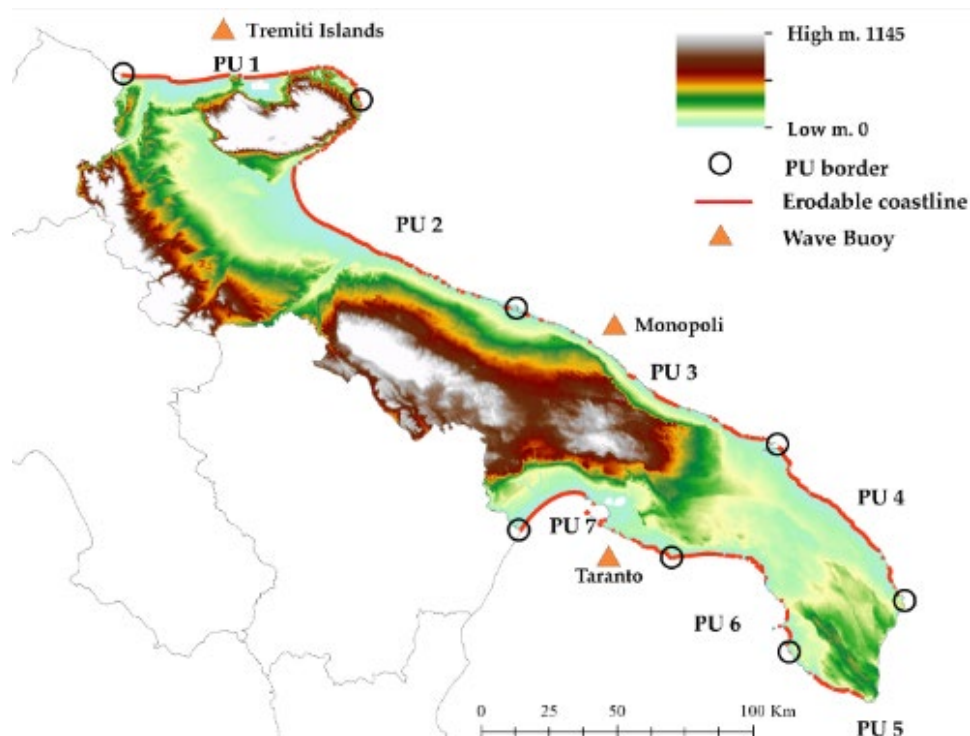 Tremiti Islands
PU 1
High m. 1145
Low m. 0
PU border
Erodable coastline
Wave Buoy
PU 2
Monopoli
PU 3
PU 4
PU 7
Taranto
PU 6
0 25 50 100 Km
PU 5